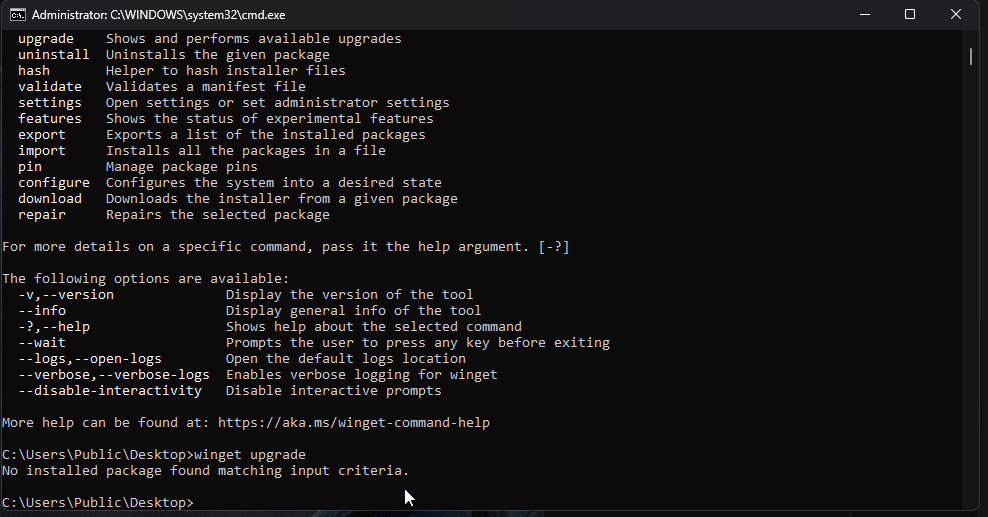 Administrator: C:\WINDOWS\system32\cmd.exe
upgrade    Shows and performs available upgrades
uninstall  Uninstalls the given package
hash       Helper to hash installer files
validate   Validates a manifest file
settings   Open settings or set administrator settings
features   Shows the status of experimental features
export     Exports a list of the installed packages
import     Installs all the packages in a file
pin        Manage package pins
configure  Configures the system into a desired state
download   Downloads the installer from a given package
repair     Repairs the selected package
For more details on a specific command, pass it the help argument. [-?]
The following options are available:
-v,--version              Display the version of the tool
--info                    Display general info of the tool
-?,--help                 Shows help about the selected command
--wait                    Prompts the user to press any key before exiting
--logs,--open-logs        Open the default logs location
--verbose,--verbose-logs  Enables verbose logging for winget
--disable-interactivity   Disable interactive prompts
More help can be found at: https://aka.ms/winget-command-help
C:\Users\Public\Desktop>winget upgrade
No installed package found matching input criteria.
C:\Users\Public\Desktop>